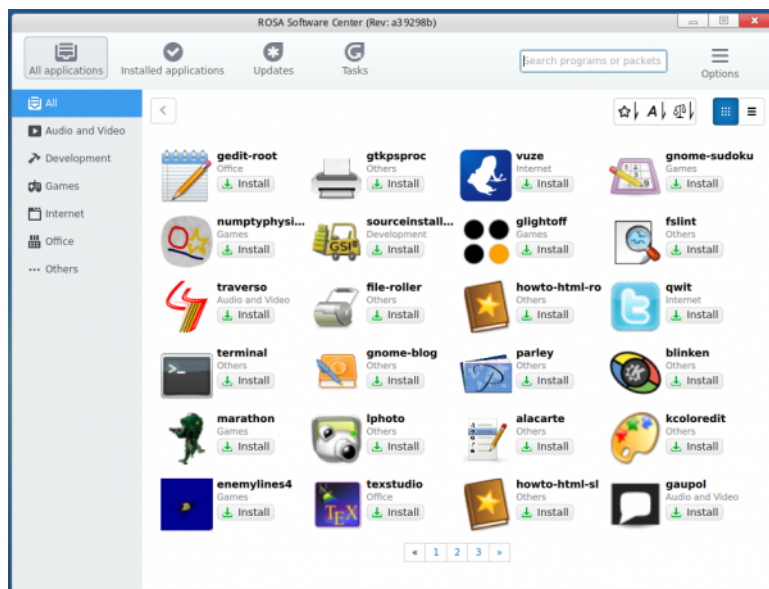 ROSA Software Center (Rev: a39298b)
All applications
Installed applications
Updates
Tasks
Search programs or packets
Options
All
Audio and Video
Development
Games
Internet
Office
Others
gedit-root
Office
Install
gtkpsproc
Others
Install
vuze
Internet
Install
gnome-sudoku
Games
Install
numptyphysi...
Games
Install
sourceinstall...
Development
Install
glightoff
Games
Install
fslint
Others
Install
traverso
Audio and Video
Install
file-roller
Others
Install
howto-html-ro
Others
Install
qwit
Internet
Install
terminal
Others
Install
gnome-blog
Others
Install
parley
Others
Install
blinken
Others
Install
marathon
Games
Install
lphoto
Others
Install
alacarte
Others
Install
kcoloredit
Others
Install
enemylines4
Games
Install
texstudio
Office
Install
howto-html-sl
Others
Install
gaupol
Audio and Video
Install
« 1 2 3 »